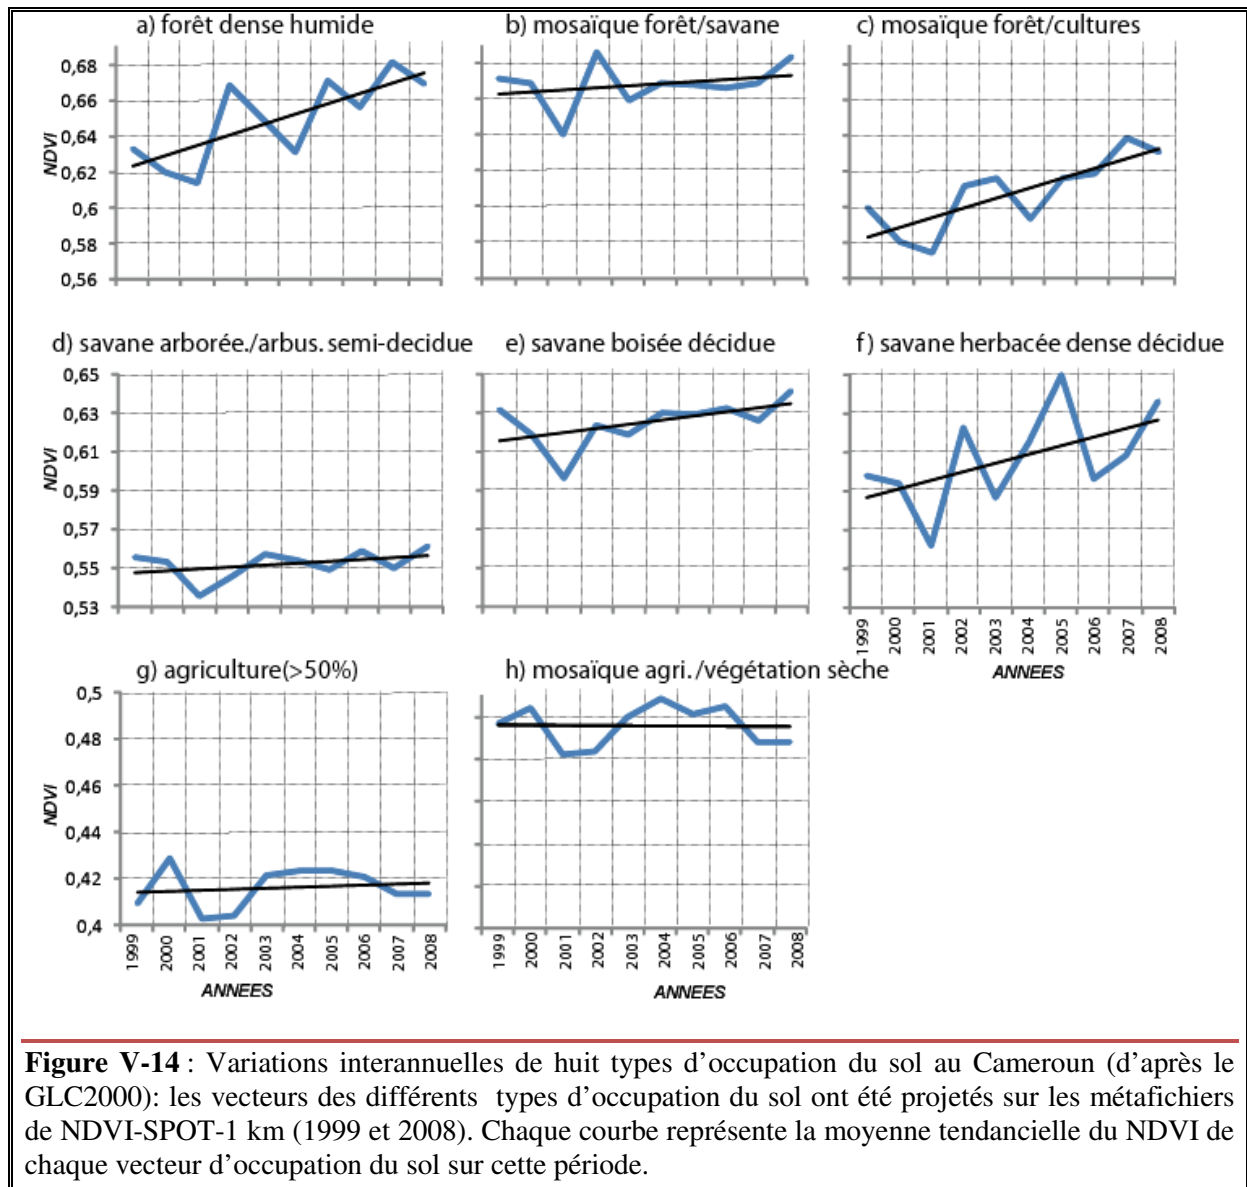 a) forêt dense humide
b) mosaïque forêt/savane
c) mosaïque forêt/cultures
0,68
0,66
0,64
0,62
0,6
0,58
0,56
NDVI
d) savane arborée./arbus. semi-decidue
e) savane boisée décidue
f) savane herbacée dense décidue
0,65
0,63
0,61
0,59
0,57
0,55
0,53
NDVI
1999
2000
2001
2002
2003
2004
2005
2006
2007
2008
ANNEES
g) agriculture(>50%)
h) mosaïque agri./végétation sèche
0,5
0,48
0,46
0,44
0,42
0,4
NDVI
1999
2000
2001
2002
2003
2004
2005
2006
2007
2008
ANNEES
1999
2000
2001
2002
2003
2004
2005
2006
2007
2008
ANNEES
Figure V-14 : Variations interannuelles de huit types d’occupation du sol au Cameroun (d’après le
GLC2000): les vecteurs des différents types d’occupation du sol ont été projetés sur les métafichiers
de NDVI-SPOT-1 km (1999 et 2008). Chaque courbe représente la moyenne tendancielle du NDVI de
chaque vecteur d’occupation du sol sur cette période.